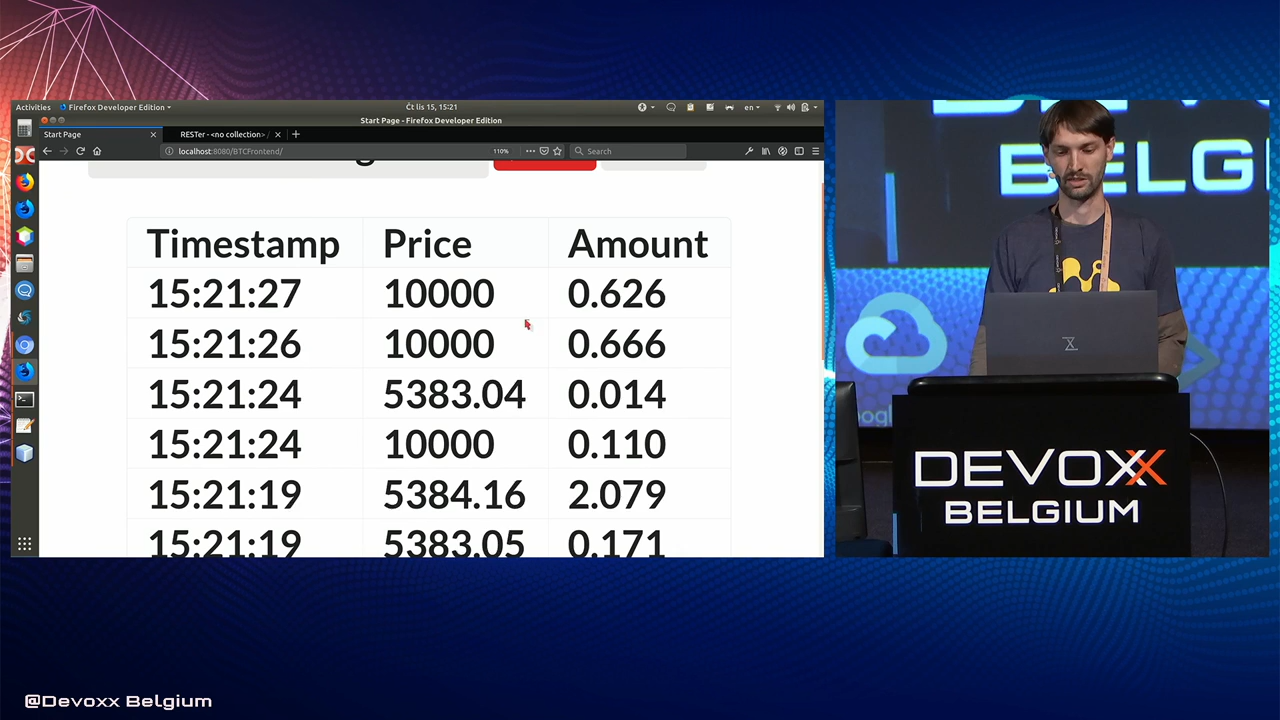 Activities
Firefox Developer Edition
Čt lis 15, 15:21
en
Start Page - Firefox Developer Edition
Start Page
RESTer - <no collection> /
localhost:8080/BTCFrontend/
110%
Search
Timestamp Price Amount
15:21:27 10000 0.626
15:21:26 10000 0.666
15:21:24 5383.04 0.014
15:21:24 10000 0.110
15:21:19 5384.16 2.079
15:21:19 5383.05 0.171
BELG
DEVOXX
BELGIUM
@Devoxx Belgium